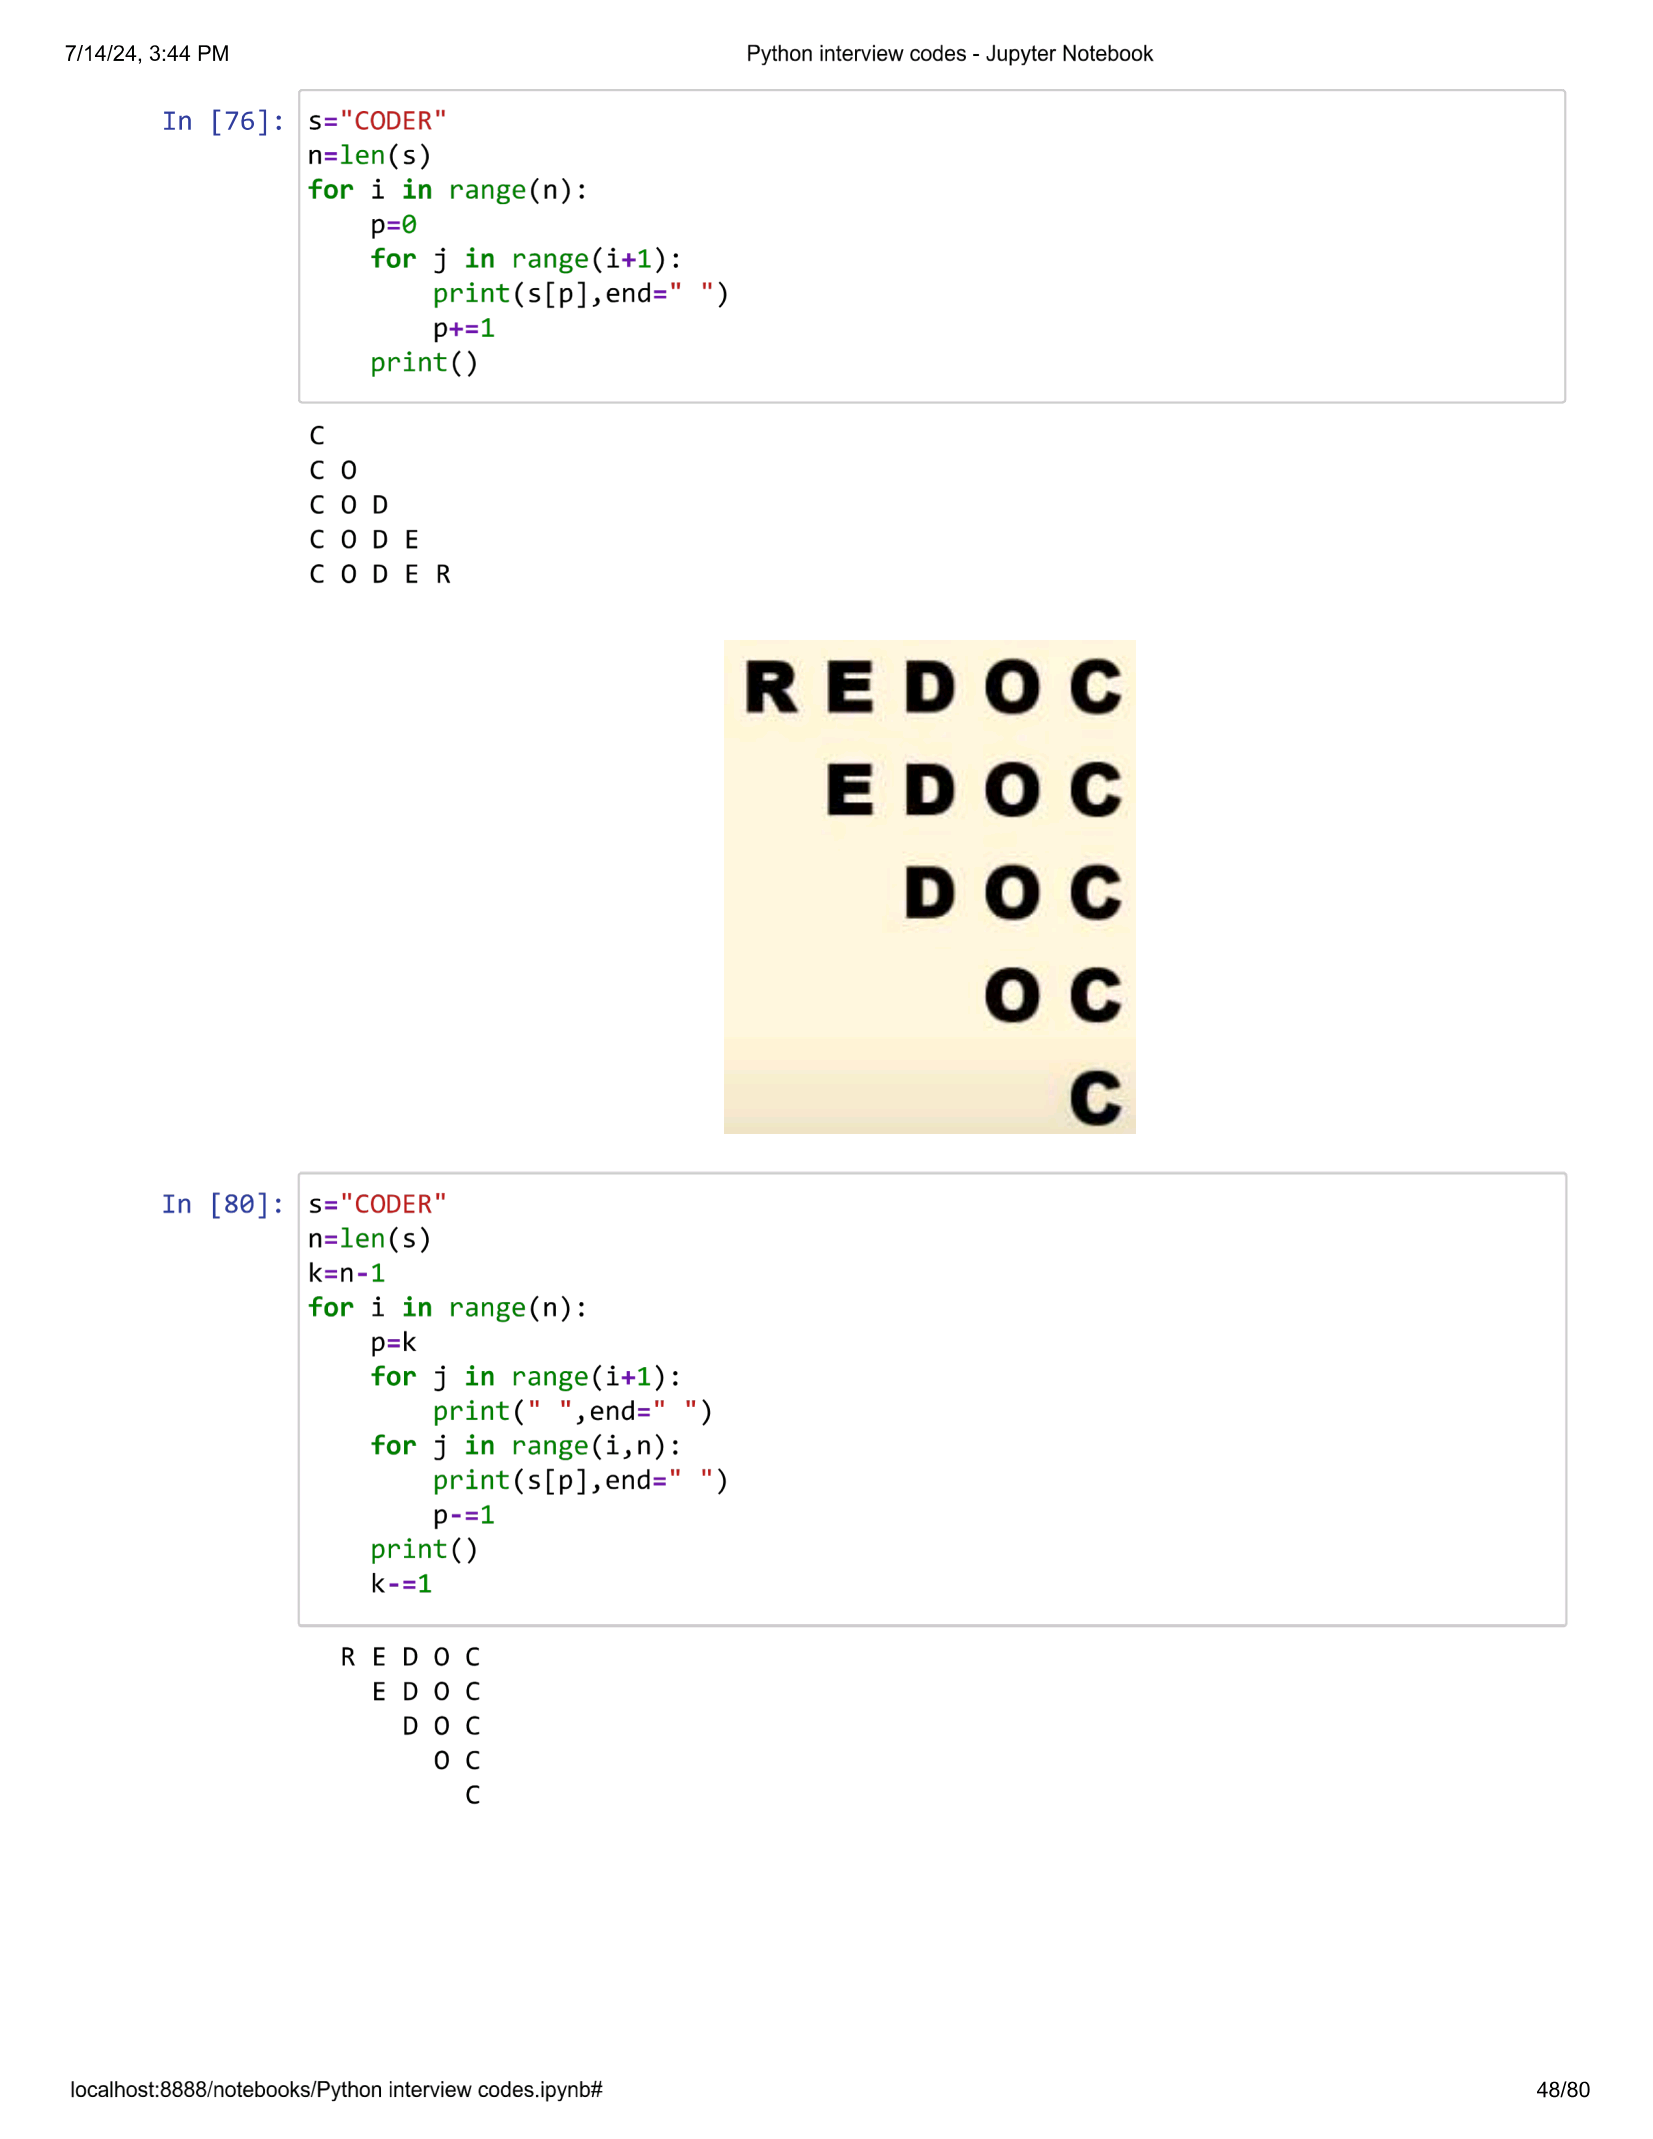 7/14/24, 3:44 PM Python interview codes - Jupyter Notebook
In [76]: s="CODER"
n=len(s)
for i in range(n):
    p=0
    for j in range(i+1):
        print(s[p],end=" ")
        p+=1
    print()
C
C O
C O D
C O D E
C O D E R
R E D O C
E D O C
D O C
O C
C
In [80]: s="CODER"
n=len(s)
k=n-1
for i in range(n):
    p=k
    for j in range(i+1):
        print(" ",end=" ")
    for j in range(i,n):
        print(s[p],end=" ")
        p-=1
    print()
    k-=1
  R E D O C
    E D O C
      D O C
        O C
          C
localhost:8888/notebooks/Python interview codes.ipynb# 48/80